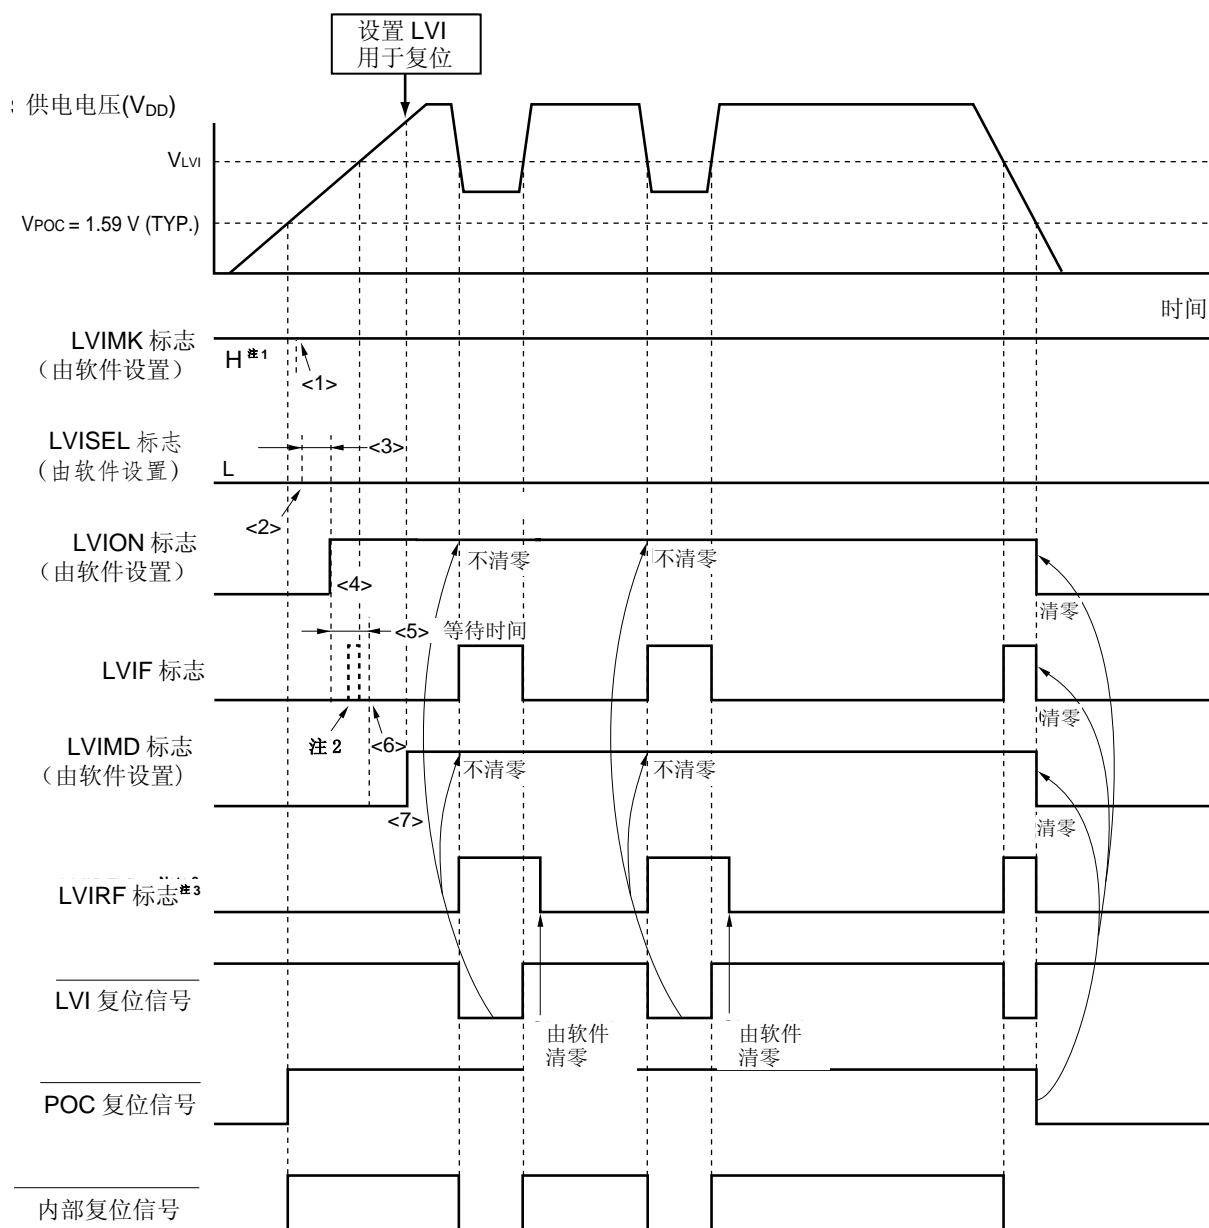 设置 LVI
用于复位
供电电压(VDD)
VLVI
VPOC = 1.59 V (TYP.)
时间
LVIMK 标志
（由软件设置）
H 注 1
<1>
LVISEL 标志
（由软件设置）
L
<3>
<2>
LVION 标志
（由软件设置）
不清零
不清零
<4>
清零
<5> 等待时间
LVIF 标志
注 2
<6>
清零
LVIMD 标志
（由软件设置）
不清零
不清零
<7>
清零
LVIRF 标志注 3
LVI 复位信号
由软件
清零
由软件
清零
POC 复位信号
内部复位信号